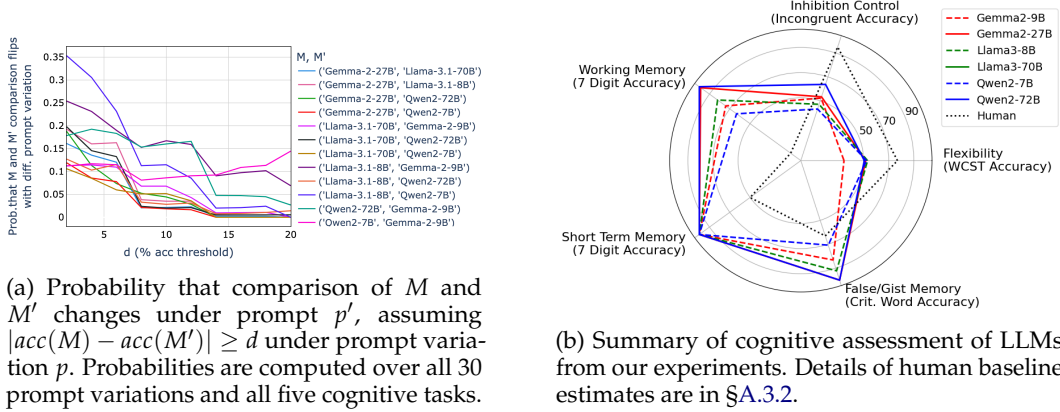 Prob.that M and M' comparison flips
with diff. prompt variation
0.35
0.3
0.25
0.2
0.15
0.1
0.05
0
5
10
15
20
d (% acc threshold)
M, M'
('Gemma-2-27B', 'Llama-3.1-70B')
('Gemma-2-27B', 'Llama-3.1-8B')
('Gemma-2-27B', 'Qwen2-72B')
('Gemma-2-27B', 'Qwen2-7B')
('Llama-3.1-70B', 'Gemma-2-9B')
('Llama-3.1-70B', 'Qwen2-72B')
('Llama-3.1-70B', 'Qwen2-7B')
('Llama-3.1-8B', 'Gemma-2-9B')
('Llama-3.1-8B', 'Qwen2-72B')
('Llama-3.1-8B', 'Qwen2-7B')
('Qwen2-72B', 'Gemma-2-9B')
('Qwen2-7B', 'Gemma-2-9B')
(a) Probability that comparison of M and
M′ changes under prompt p′, assuming
|acc(M) − acc(M′)| ≥ d under prompt varia-
tion p. Probabilities are computed over all 30
prompt variations and all five cognitive tasks.
Inhibition Control
(Incongruent Accuracy)
Working Memory
(7 Digit Accuracy)
Flexibility
(WCST Accuracy)
Short Term Memory
(7 Digit Accuracy)
False/Gist Memory
(Crit. Word Accuracy)
50
70
90
Gemma2-9B
Gemma2-27B
Llama3-8B
Llama3-70B
Qwen2-7B
Qwen2-72B
Human
(b) Summary of cognitive assessment of LLMs
from our experiments. Details of human baseline
estimates are in §A.3.2.